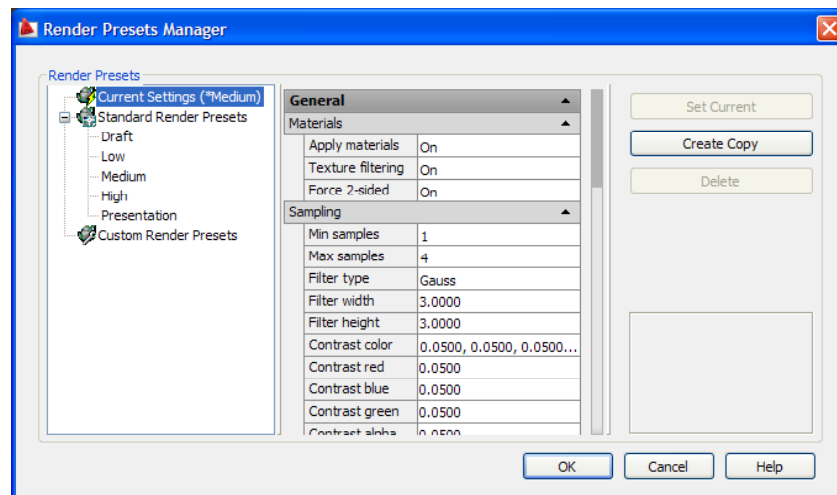 Render Presets Manager
Render Presets
Current Settings (*Medium)
Standard Render Presets
Draft
Low
Medium
High
Presentation
Custom Render Presets
General
Materials
Apply materials On
Texture filtering On
Force 2-sided On
Sampling
Min samples 1
Max samples 4
Filter type Gauss
Filter width 3.0000
Filter height 3.0000
Contrast color 0.0500, 0.0500, 0.0500...
Contrast red 0.0500
Contrast blue 0.0500
Contrast green 0.0500
Contrast alpha 0.0500
Set Current
Create Copy
Delete
OK Cancel Help